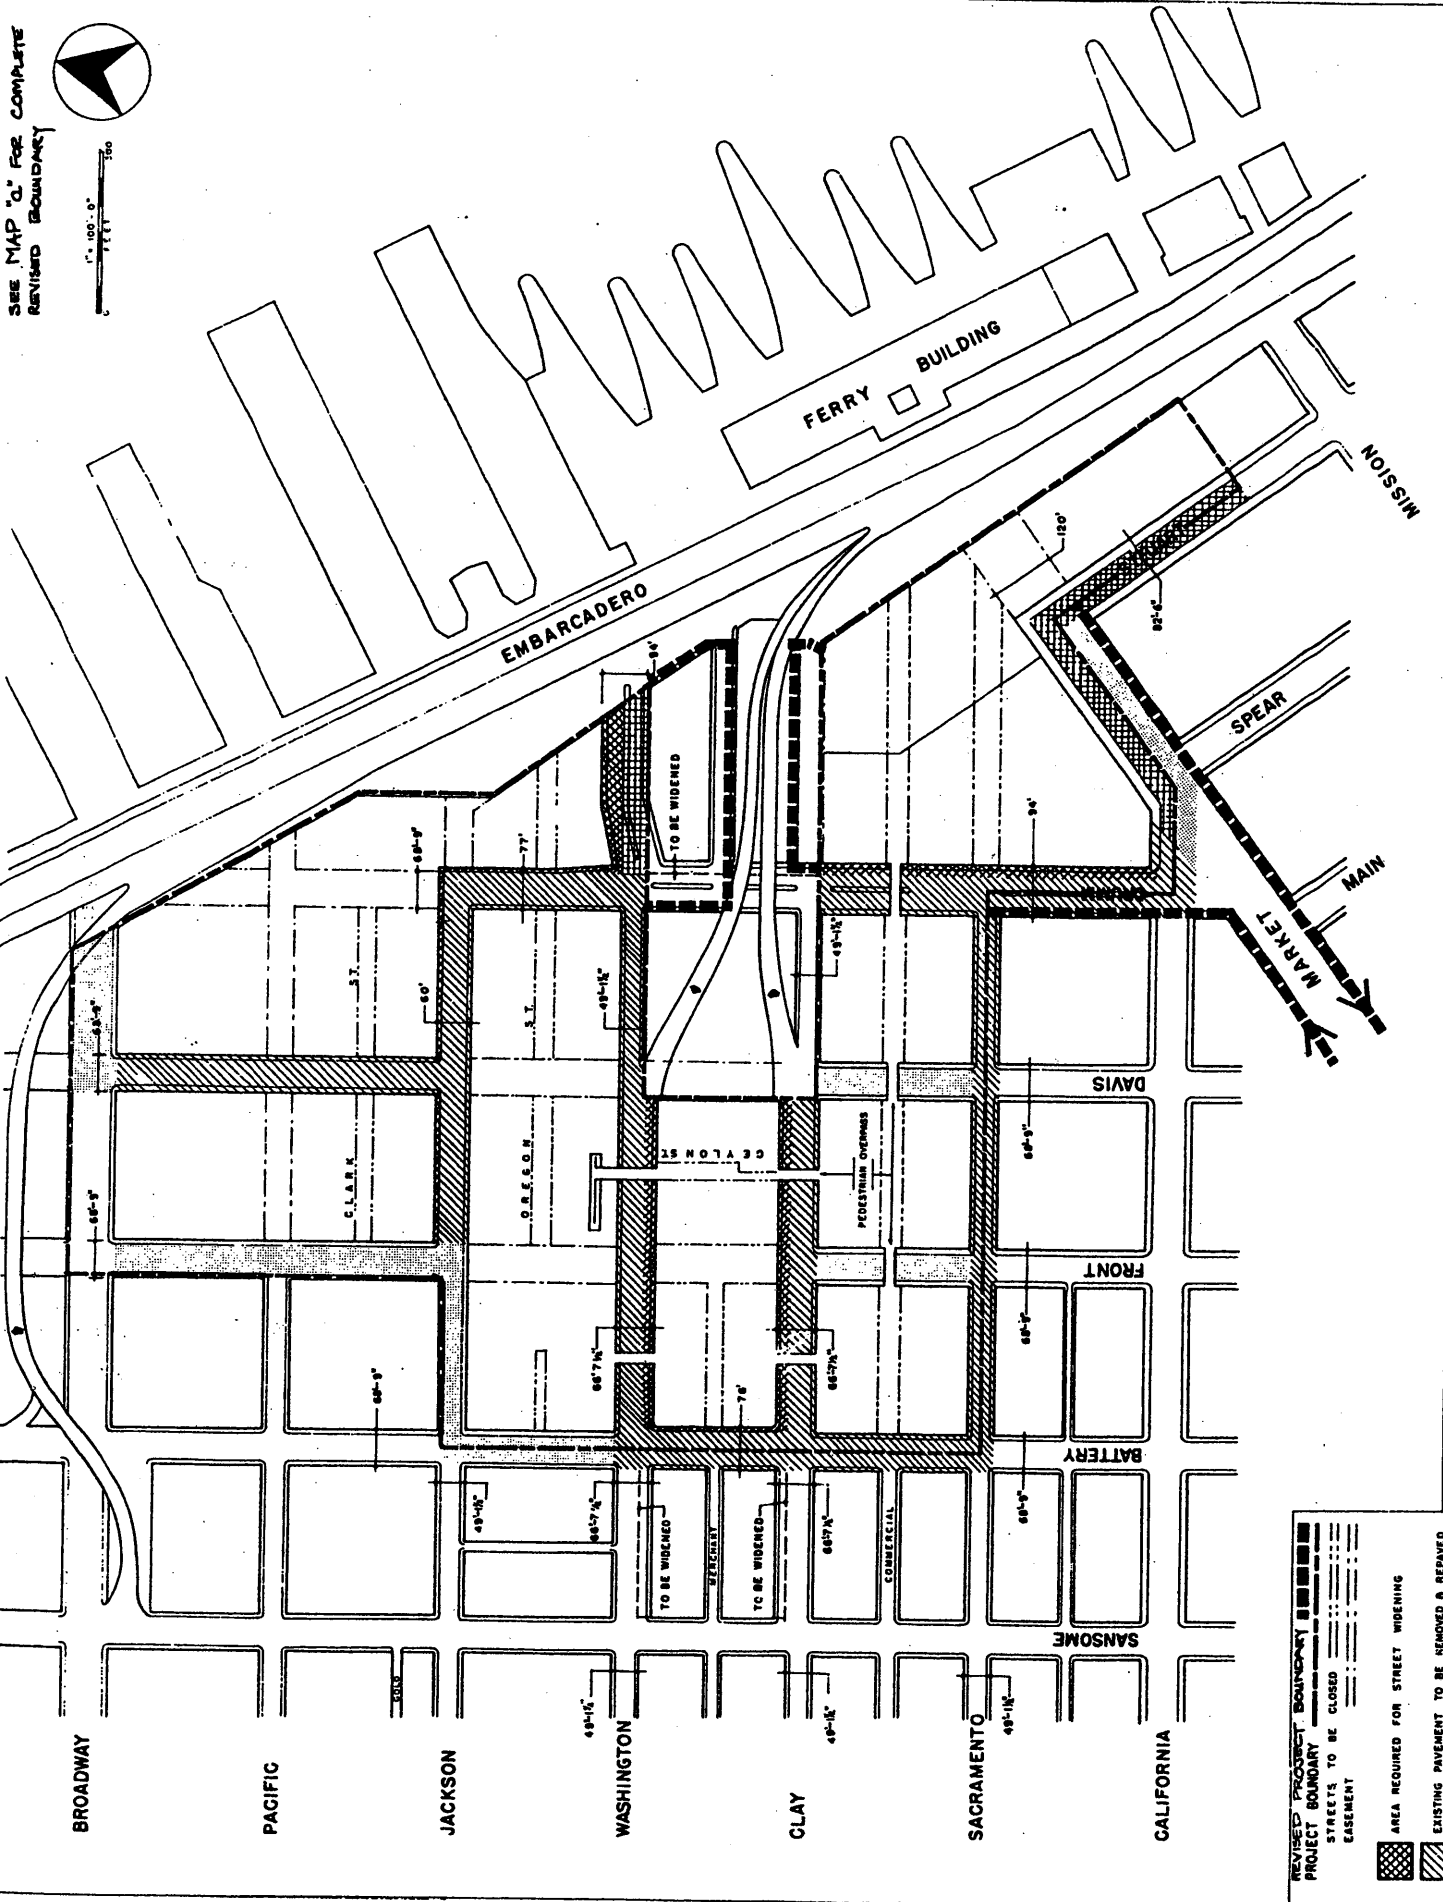 SEE MAP "a" FOR COMPLETE
REVISED BOUNDARY
1" = 100'-0"
0 300
FEET
FERRY BUILDING
EMBARCADERO
MISSION
120'
82'-6"
SPEAR
MAIN
MARKET
94'
94'
TO BE WIDENED
68'-9"
77'
60'
ST.
ST.
49'-1½"
49'-1½"
68'-9"
68'-9"
DAVIS
68'-9"
CLARK
OREGON
CEYLON ST
PEDESTRIAN OVERPASS
FRONT
68'-9"
66'7½"
66'-7½"
76'
68'-9"
BATTERY
68'-9"
49'-1½"
66'-7½"
66'-7½"
TO BE WIDENED
MERCHANT
TO BE WIDENED
COMMERCIAL
SANSOME
GOLD
49'-1½"
49'-1½"
49'-1½"
BROADWAY
PACIFIC
JACKSON
WASHINGTON
CLAY
SACRAMENTO
CALIFORNIA
REVISED PROJECT BOUNDARY
PROJECT BOUNDARY
STREETS TO BE CLOSED
EASEMENT
AREA REQUIRED FOR STREET WIDENING
EXISTING PAVEMENT TO BE REMOVED & REPAVED